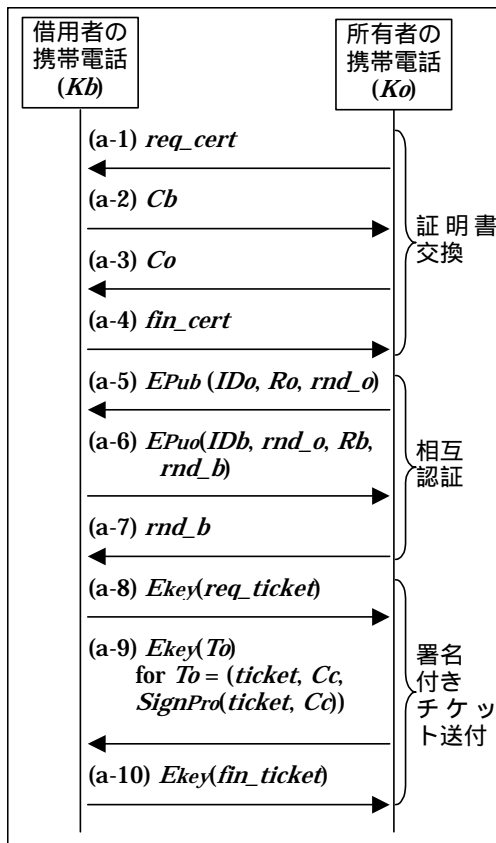 借用者の
携帯電話
(Kb)
所有者の
携帯電話
(Ko)
(a-1) req_cert
(a-2) Cb
(a-3) Co
(a-4) fin_cert
証明書
交換
(a-5) EPub (IDo, Ro, rnd_o)
(a-6) EPuo(IDb, rnd_o, Rb,
rnd_b)
(a-7) rnd_b
相互
認証
(a-8) Ekey(req_ticket)
(a-9) Ekey(To)
for To = (ticket, Cc,
SignPro(ticket, Cc))
(a-10) Ekey(fin_ticket)
署名
付き
チケッ
ト送付